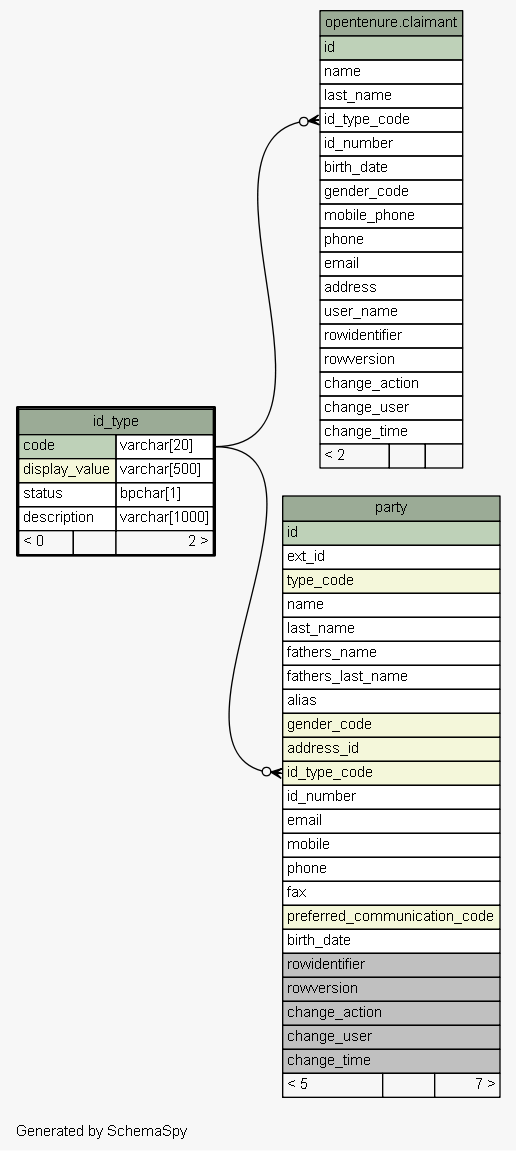 opentenure.claimant
id
name
last_name
id_type_code
id_number
birth_date
gender_code
mobile_phone
phone
email
address
user_name
rowidentifier
rowversion
change_action
change_user
change_time
< 2
id_type
code varchar[20]
display_value varchar[500]
status bpchar[1]
description varchar[1000]
< 0 2 >
party
id
ext_id
type_code
name
last_name
fathers_name
fathers_last_name
alias
gender_code
address_id
id_type_code
id_number
email
mobile
phone
fax
preferred_communication_code
birth_date
rowidentifier
rowversion
change_action
change_user
change_time
< 5 7 >
Generated by SchemaSpy